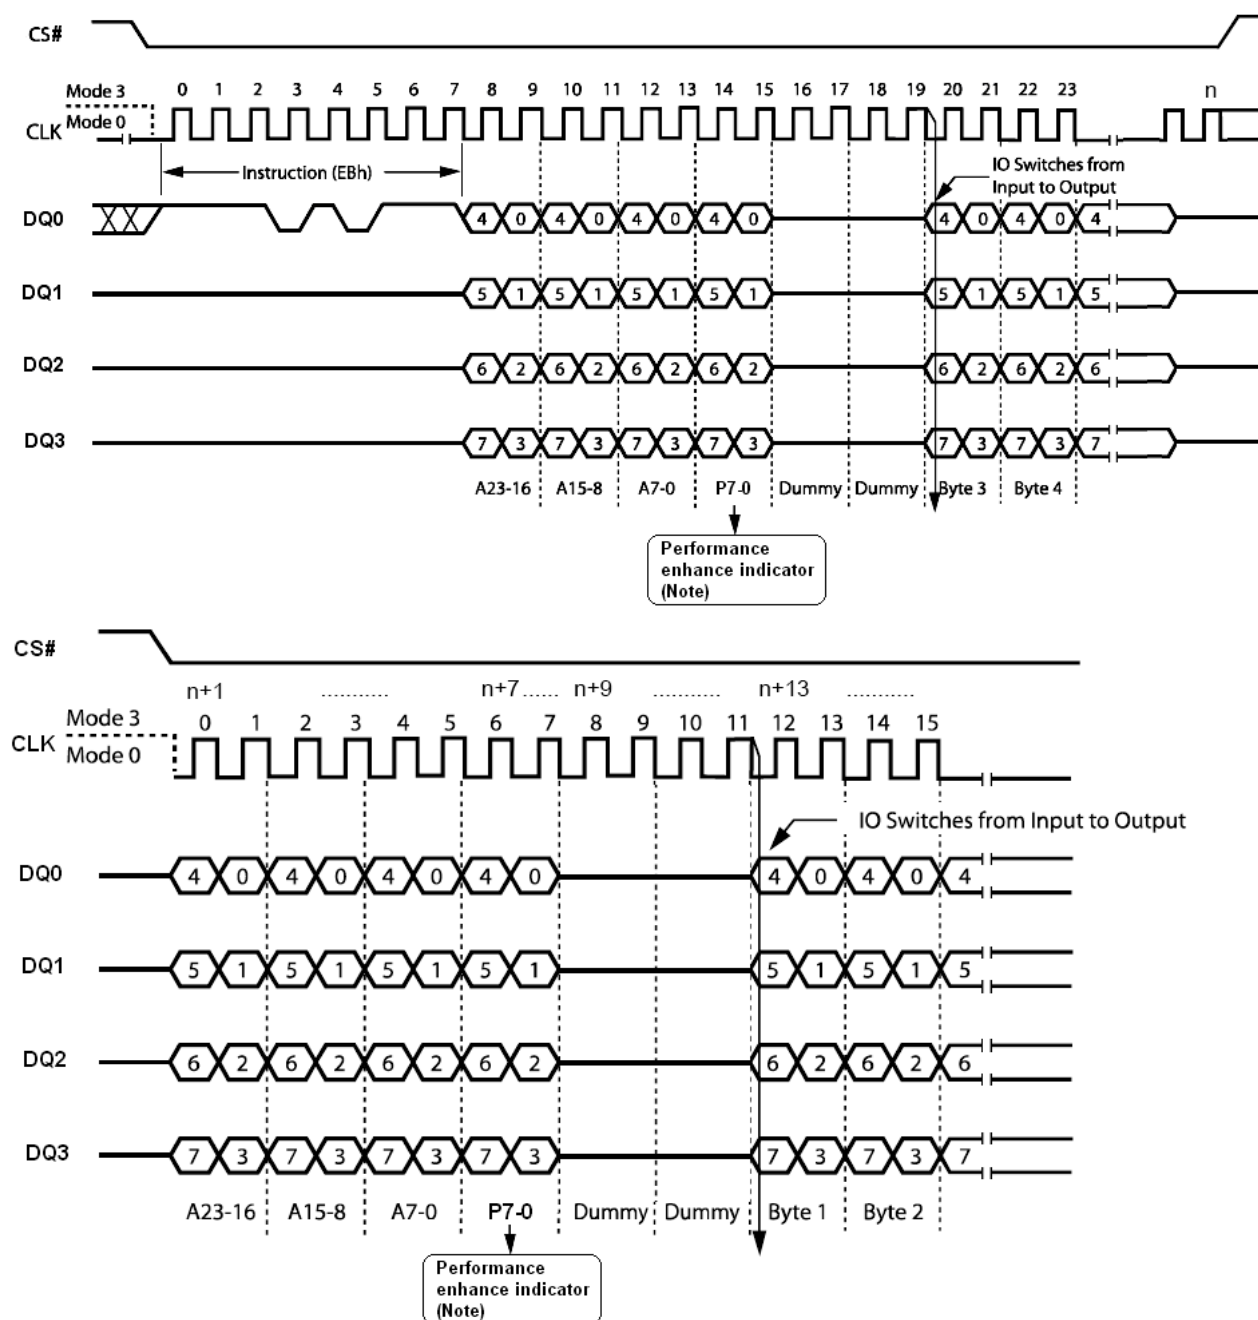 CS#
0 1 2 3 4 5 6 7 8 9 10 11 12 13 14 15 16 17 18 19 20 21 22 23 n
Mode 3
CLK Mode 0
Instruction (EBh)
IO Switches from
Input to Output
DQ0 4 0 4 0 4 0 4 0 4 0 4 0 4
DQ1 5 1 5 1 5 1 5 1 5 1 5 1 5
DQ2 6 2 6 2 6 2 6 2 6 2 6 2 6
DQ3 7 3 7 3 7 3 7 3 7 3 7 3 7
A23-16 A15-8 A7-0 P7-0 Dummy Dummy Byte 3 Byte 4
Performance
enhance indicator
(Note)
CS#
n+1 ........... n+7 ...... n+9 ........... n+13 ...........
Mode 3 0 1 2 3 4 5 6 7 8 9 10 11 12 13 14 15
CLK Mode 0
IO Switches from Input to Output
DQ0 4 0 4 0 4 0 4 0 4 0 4 0 4
DQ1 5 1 5 1 5 1 5 1 5 1 5 1 5
DQ2 6 2 6 2 6 2 6 2 6 2 6 2 6
DQ3 7 3 7 3 7 3 7 3 7 3 7 3 7
A23-16 A15-8 A7-0 P7-0 Dummy Dummy Byte 1 Byte 2
Performance
enhance indicator
(Note)